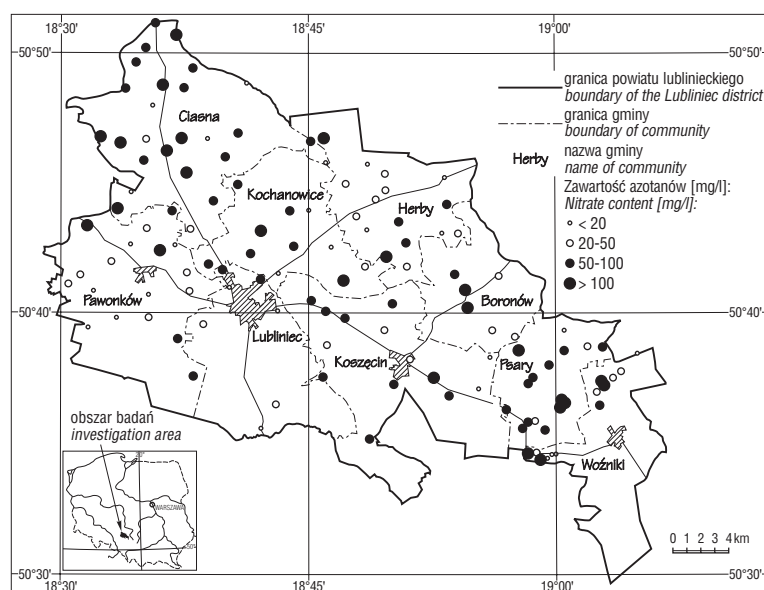 18°30' 18°45' 19°00'
50°50' 50°50'
granica powiatu lublinieckiego
boundary of the Lubliniec district
granica gminy
boundary of community
Herby
nazwa gminy
name of community
Zawartość azotanów [mg/l]:
Nitrate content [mg/l]:
< 20
20-50
50-100
> 100
Ciasna
Kochanowice
Herby
Pawonków
Boronów
50°40' 50°40'
Lubliniec
Koszęcin
Psary
Woźniki
obszar badań
investigation area
WARSZAWA
50°
0 1 2 3 4 km
50°30' 50°30'
18°30' 18°45' 19°00'